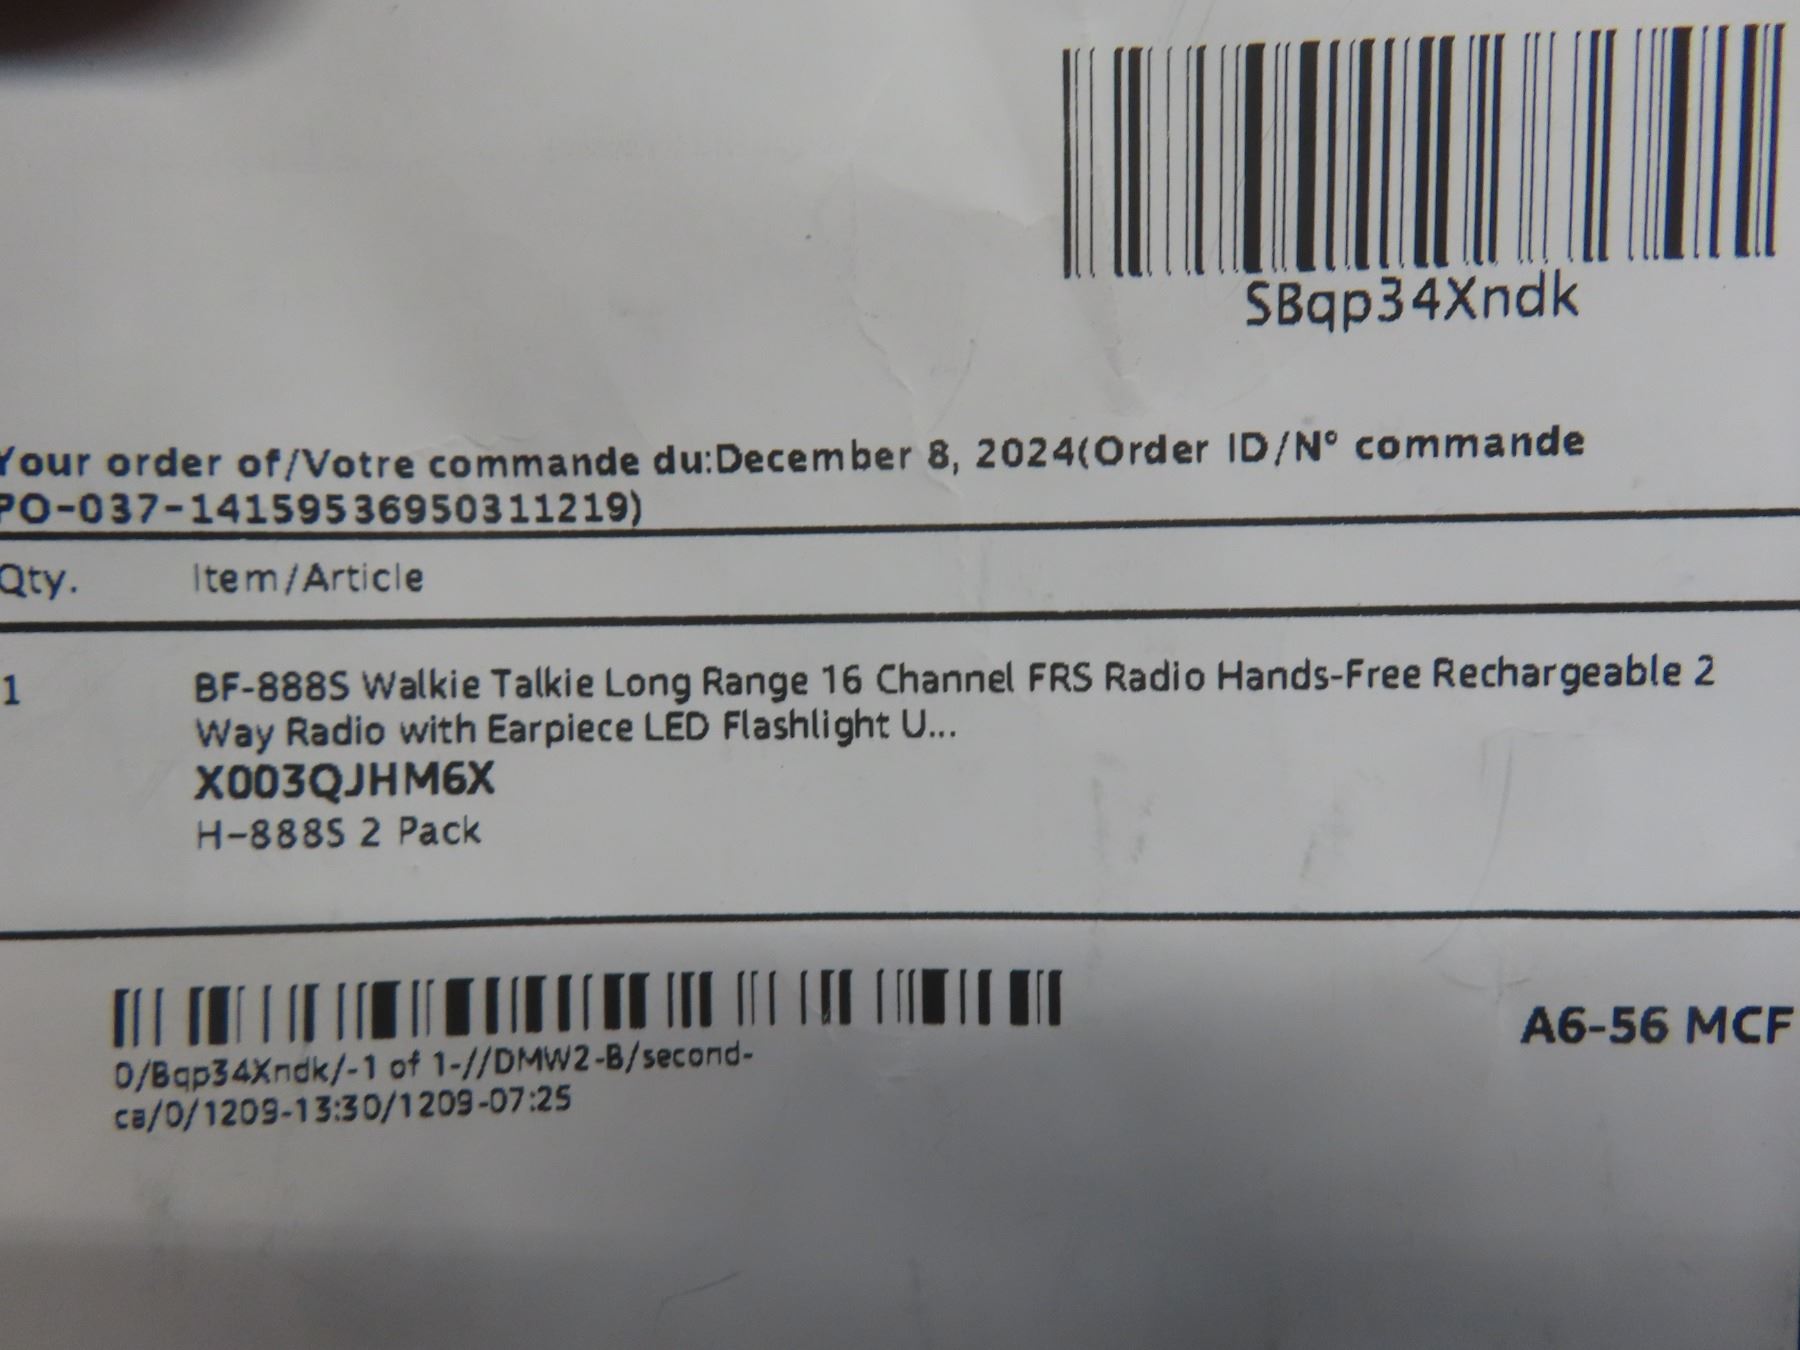 SBqp34Xndk
Your order of/Votre commande du:December 8, 2024(Order ID/N° commande
PO-037-14159536950311219)
Qty. Item/Article
1 BF-888S Walkie Talkie Long Range 16 Channel FRS Radio Hands-Free Rechargeable 2
Way Radio with Earpiece LED Flashlight U...
X003QJHM6X
H-888S 2 Pack
0/Bqp34Xndk/-1 of 1-//DMW2-B/second-
ca/0/1209-13:30/1209-07:25
A6-56 MCF